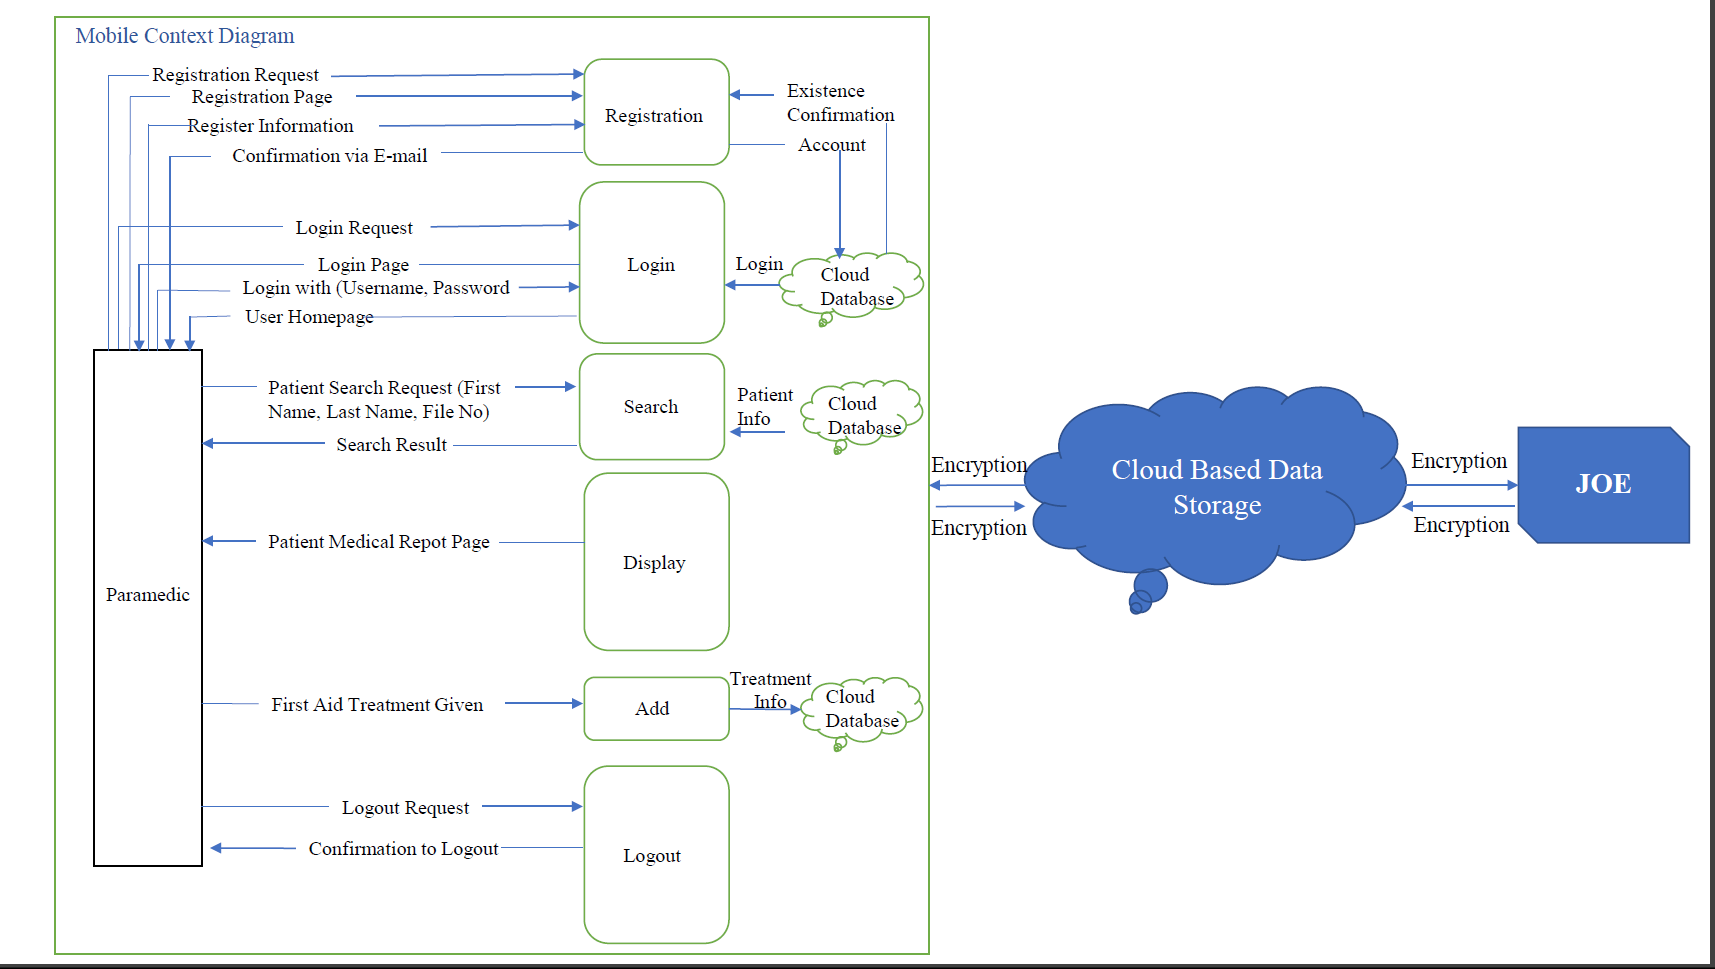 Mobile Context Diagram
Registration Request
Registration Page
Register Information
Confirmation via E-mail
Registration
Existence
Confirmation
Account
Login Request
Login Page
Login with (Username, Password
User Homepage
Login
Login
Cloud
Database
Patient Search Request (First
Name, Last Name, File No)
Search Result
Search
Patient
Info
Cloud
Database
Patient Medical Repot Page
Display
Paramedic
First Aid Treatment Given
Add
Treatment
Info
Cloud
Database
Logout Request
Confirmation to Logout
Logout
Encryption
Encryption
Cloud Based Data
Storage
Encryption
Encryption
JOE